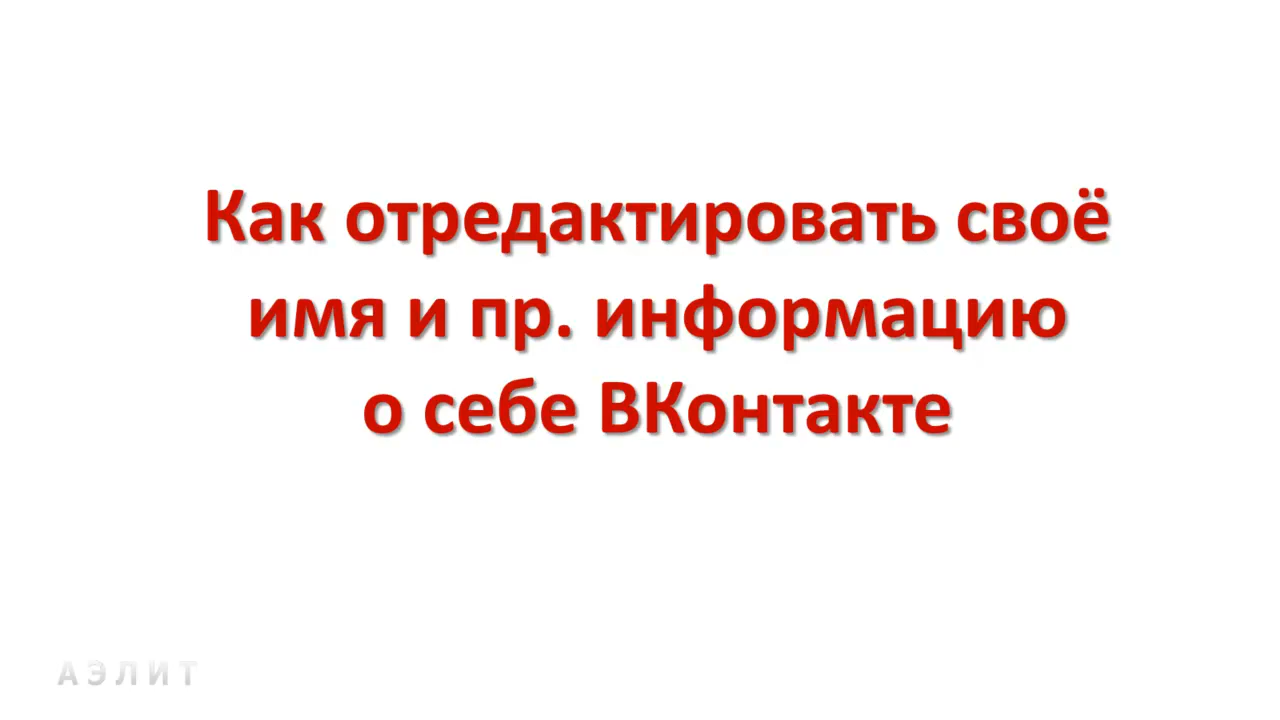 Как отредактировать своё
имя и пр. информацию
о себе ВКонтакте
АЭЛИТ